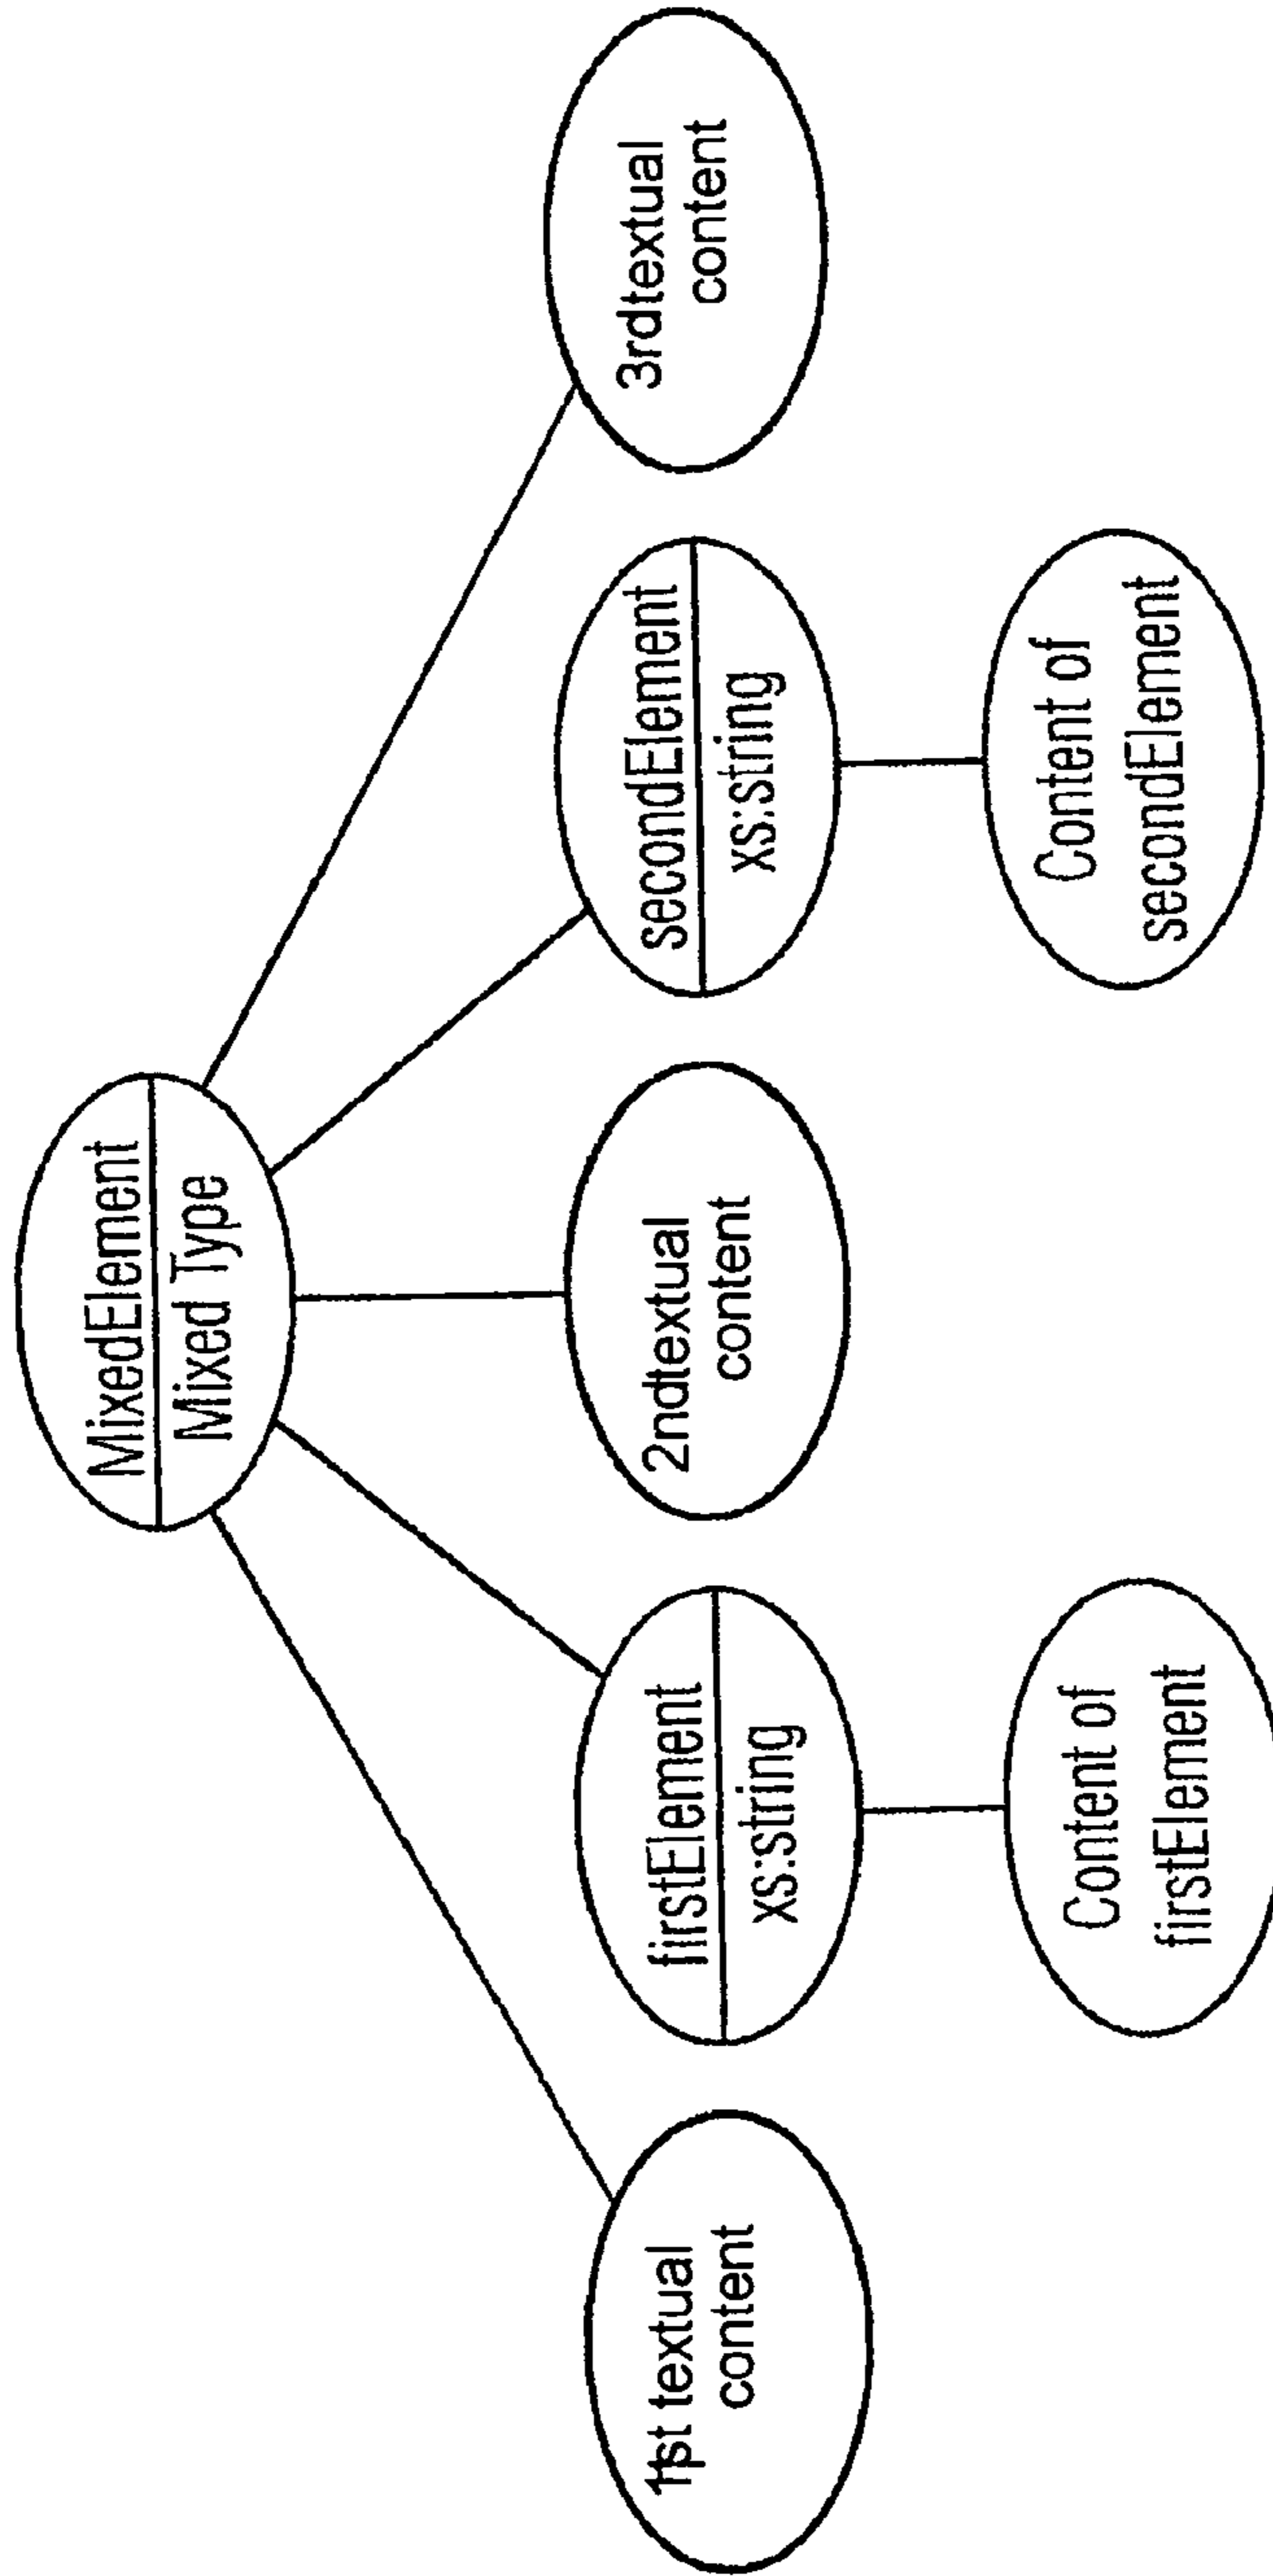 MixedElement
Mixed Type
1st textual
content
firstElement
xs:string
2ndtextual
content
secondElement
xs:string
3rdtextual
content
Content of
firstElement
Content of
secondElement